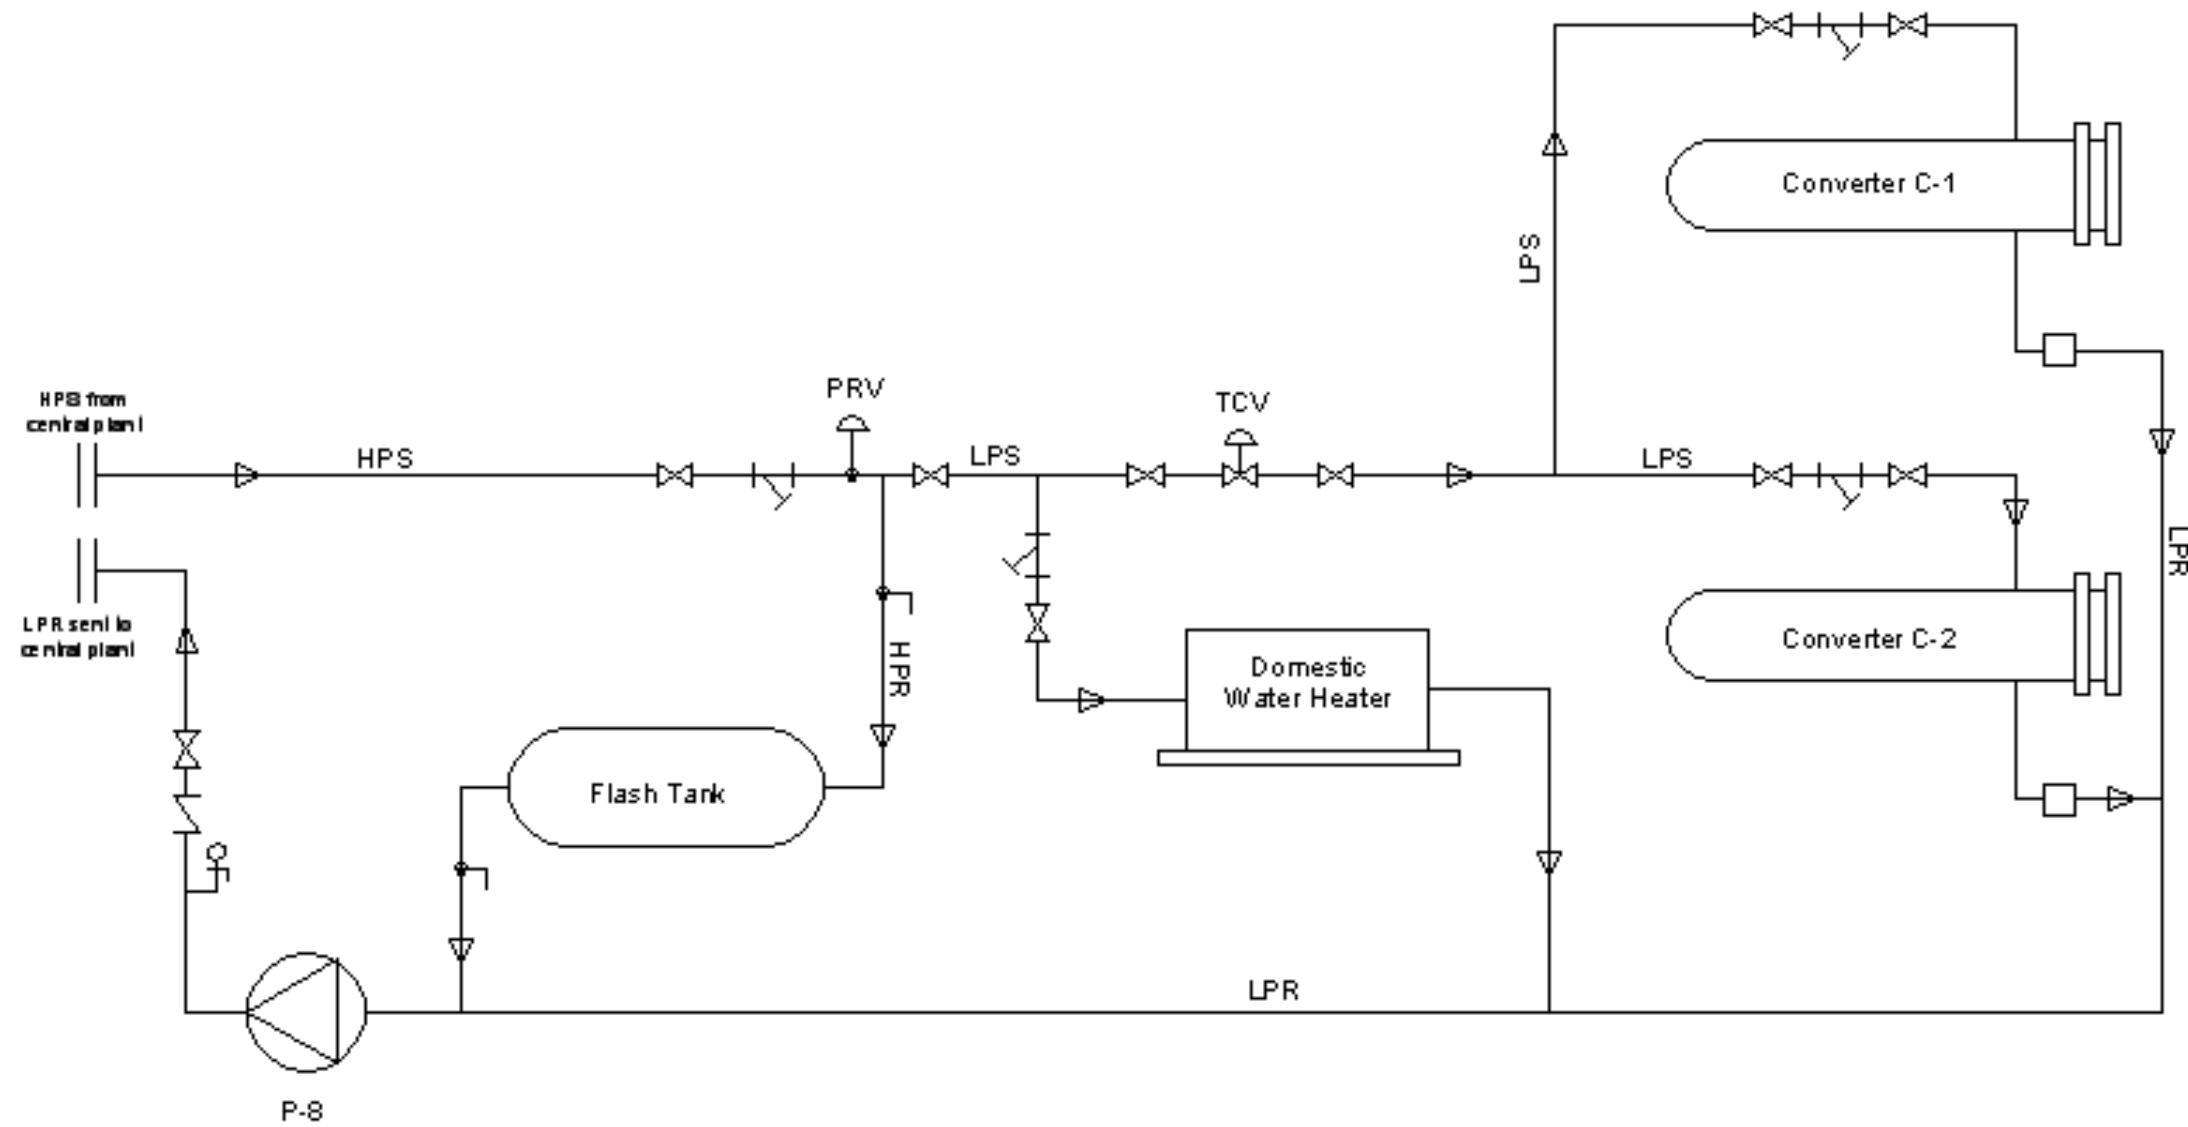 Converter C-1
LPS
PRV
TCV
HPS from
central plant
HPS
LPS
LPS
LPR
LPR sent to
central plant
HPR
Domestic
Water Heater
Converter C-2
Flash Tank
LPR
P-8